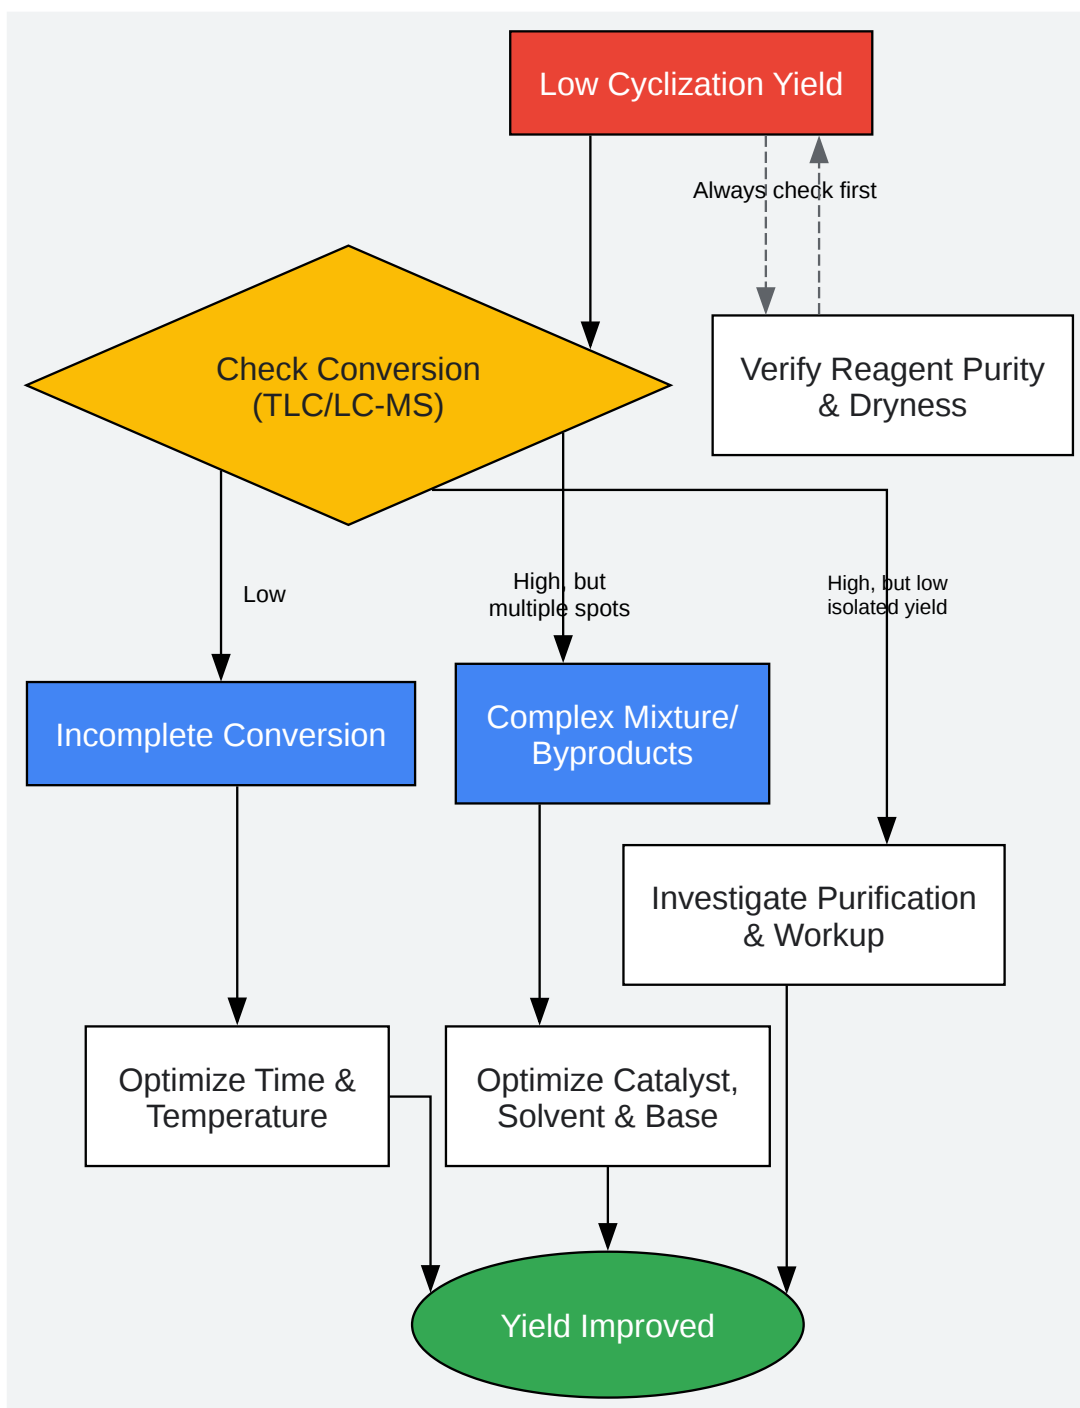 Low Cyclization Yield
Always check first
Check Conversion
(TLC/LC-MS)
Verify Reagent Purity
& Dryness
Low
High, but
multiple spots
High, but low
isolated yield
Incomplete Conversion
Complex Mixture/
Byproducts
Investigate Purification
& Workup
Optimize Time &
Temperature
Optimize Catalyst,
Solvent & Base
Yield Improved